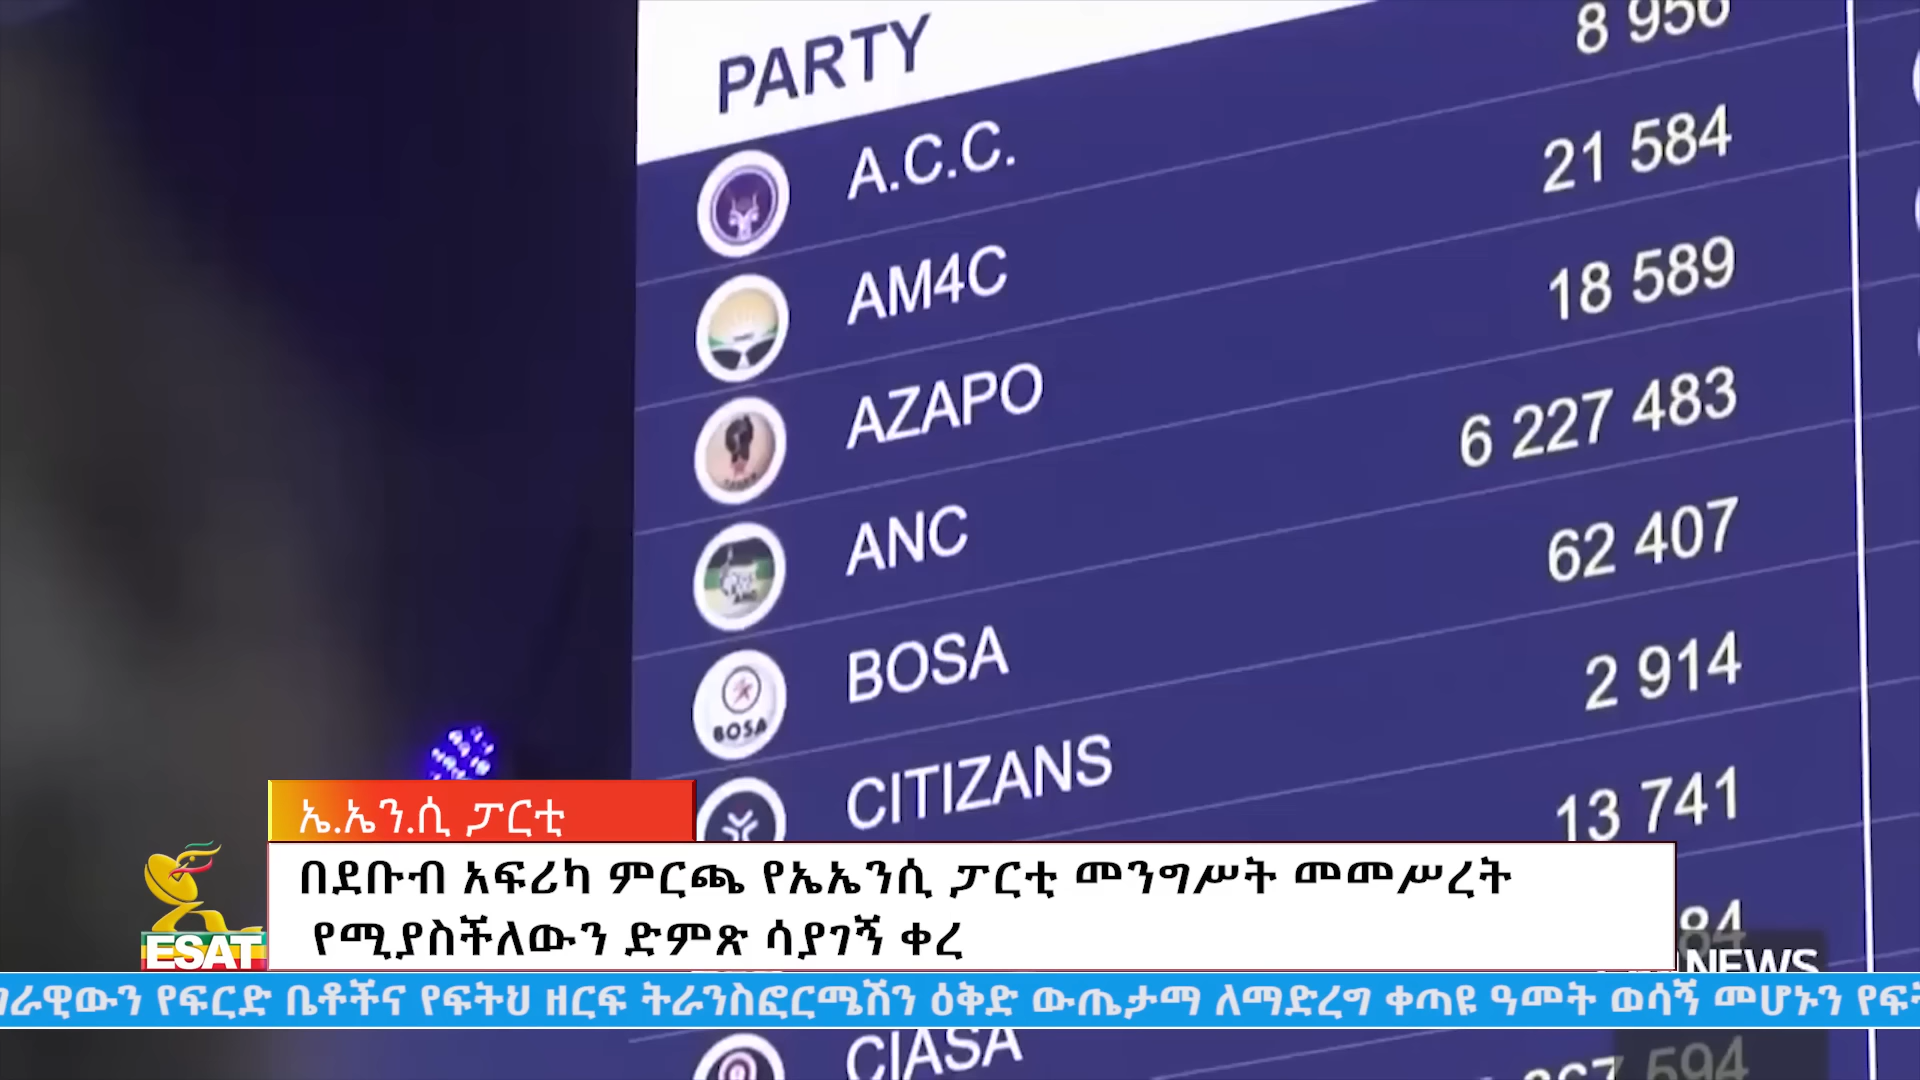 PARTY
8 956
A.C.C.
21 584
AM4C
18 589
AZAPO
6 227 483
ANC
62 407
BOSA
BOSA
2 914
CITIZANS
13 741
ኤ.ኤን.ሲ ፓርቲ
በደቡብ አፍሪካ ምርጫ የኤኤንሲ ፓርቲ መንግሥት መመሥረት
የሚያስችለውን ድምጽ ሳያገኝ ቀረ
ESAT
NEWS
የፍርድ ቤቶችና የፍትህ ዘርፍ ትራንስፎርሜሽን ዕቅድ ውጤታማ ለማድረግ ቀጣዩ ዓመት ወሳኝ መሆኑን
CIASA
594